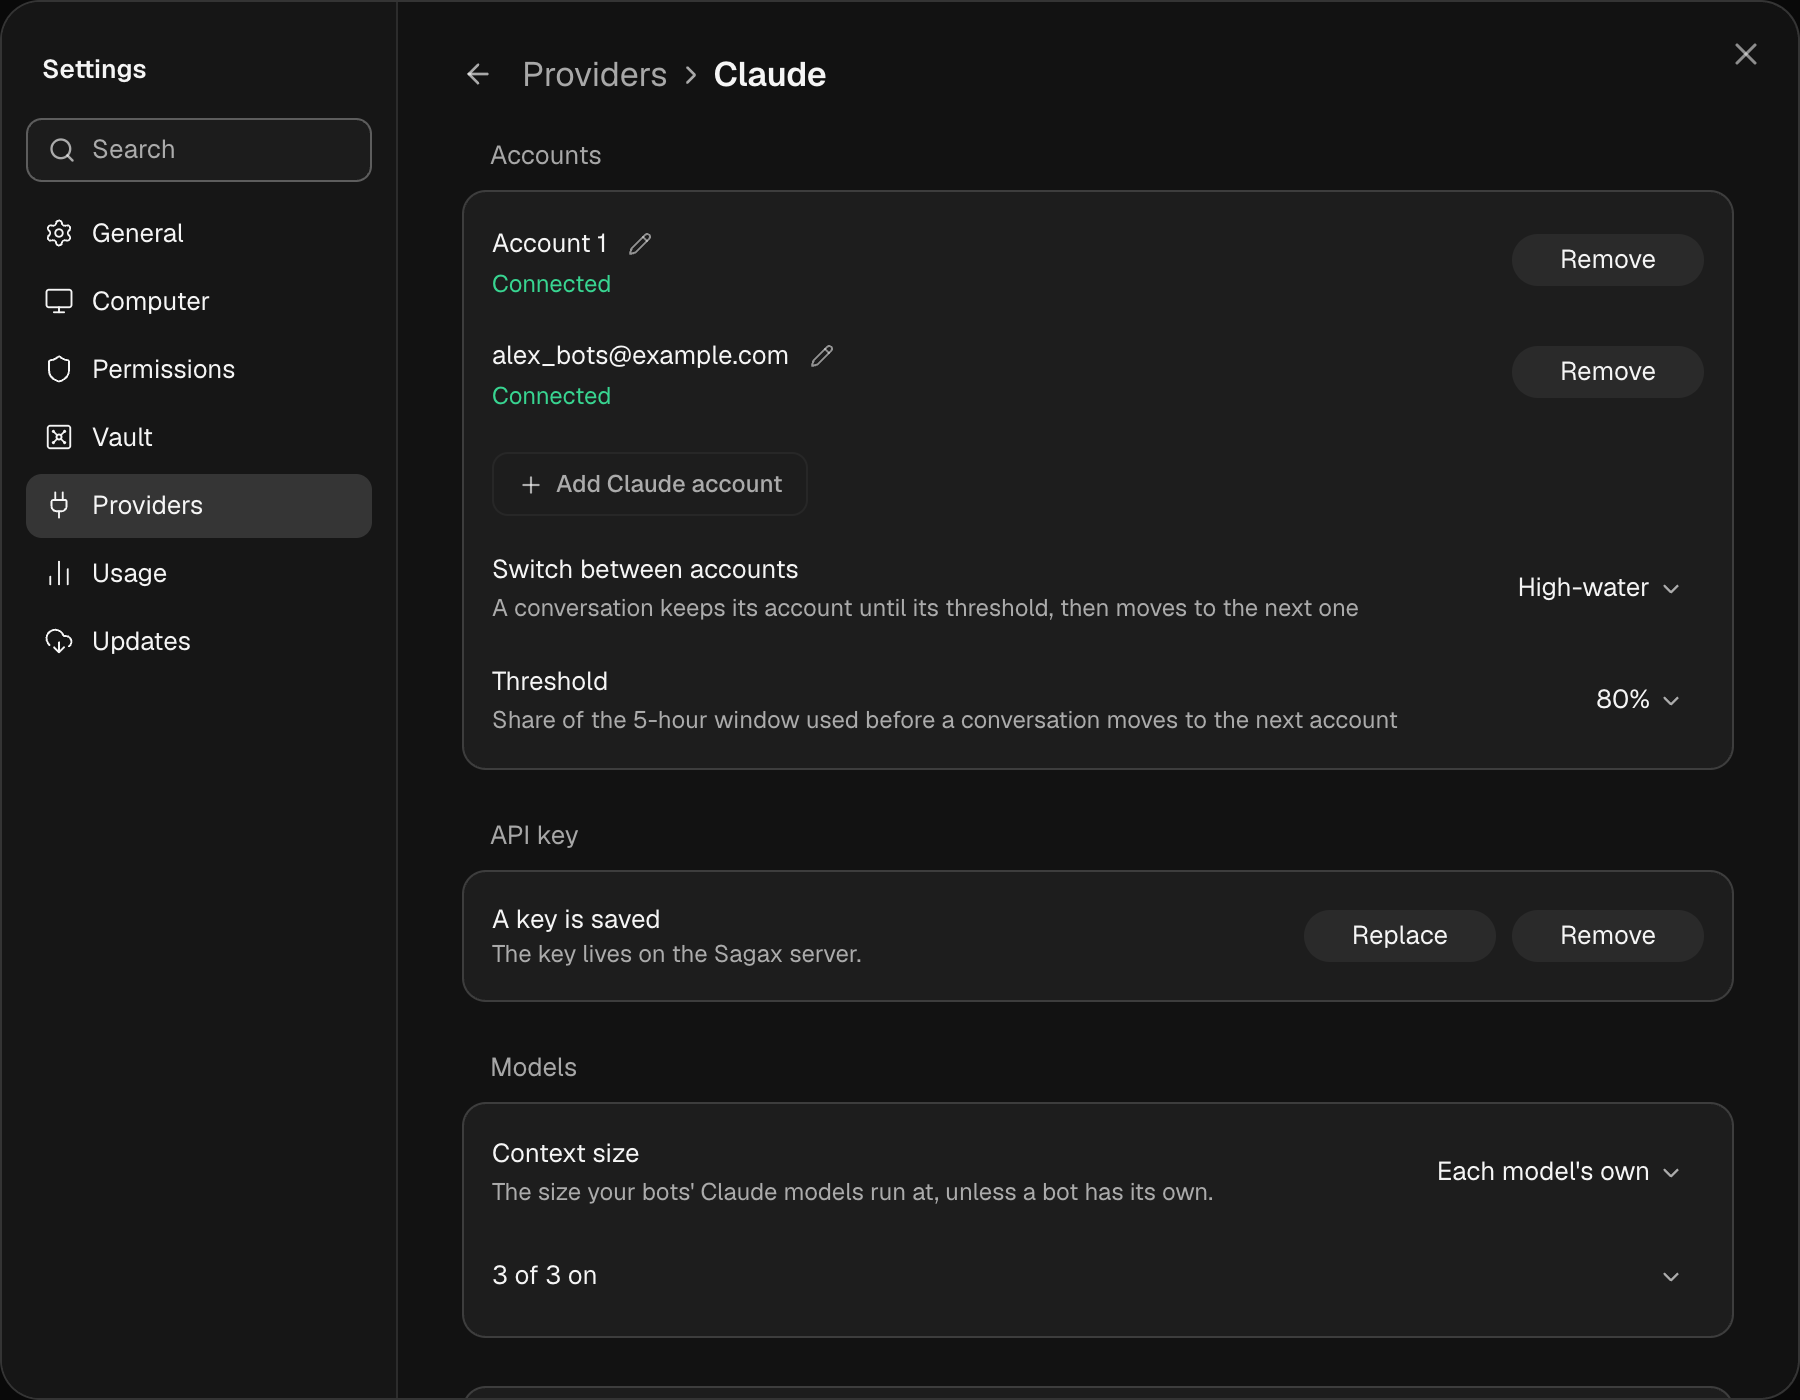 Settings
Search
General
Computer
Permissions
Vault
Providers
Usage
Updates
Providers > Claude
Accounts
Account 1
Connected
Remove
alex_bots@example.com
Connected
Remove
+ Add Claude account
Switch between accounts
A conversation keeps its account until its threshold, then moves to the next one
High-water
Threshold
Share of the 5-hour window used before a conversation moves to the next account
80%
API key
A key is saved
The key lives on the Sagax server.
Replace
Remove
Models
Context size
The size your bots' Claude models run at, unless a bot has its own.
Each model's own
3 of 3 on